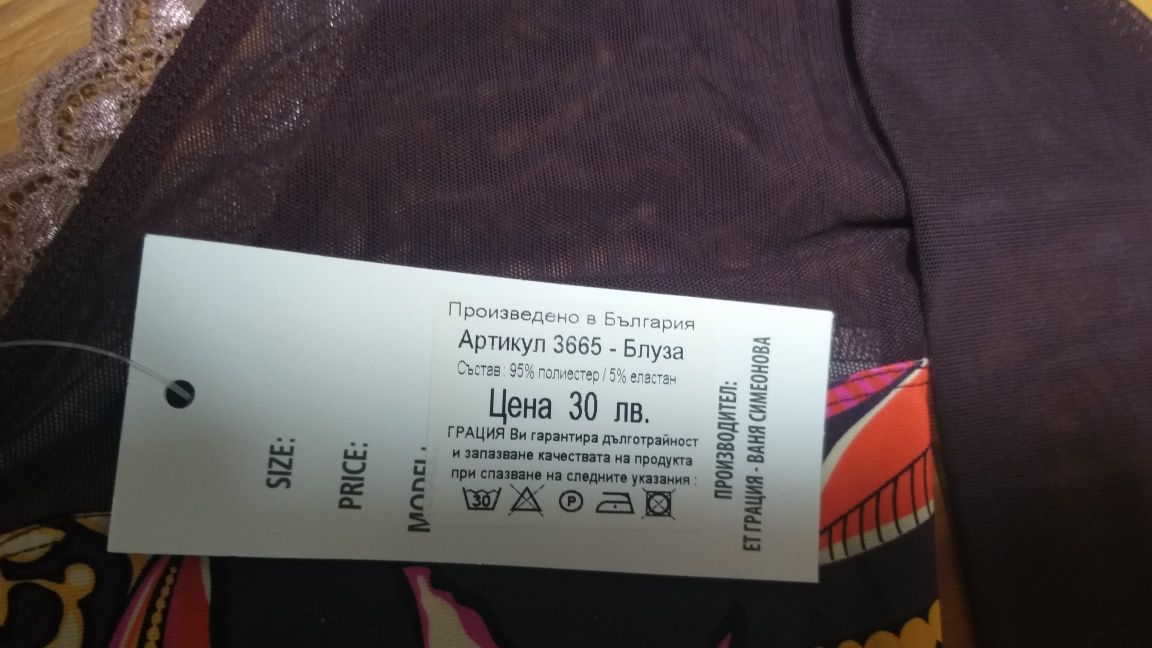 Произведено в България
Артикул 3665 - Блуза
Състав: 95% полиестер / 5% еластан
Цена 30 лв.
ГРАЦИЯ Ви гарантира дълготрайност
и запазване качествата на продукта
при спазване на следните указания :
30 P
SIZE:
PRICE:
MODEL:
ПРОИЗВОДИТЕЛ:
ЕТ ГРАЦИЯ - ВАНЯ СИМЕОНОВА